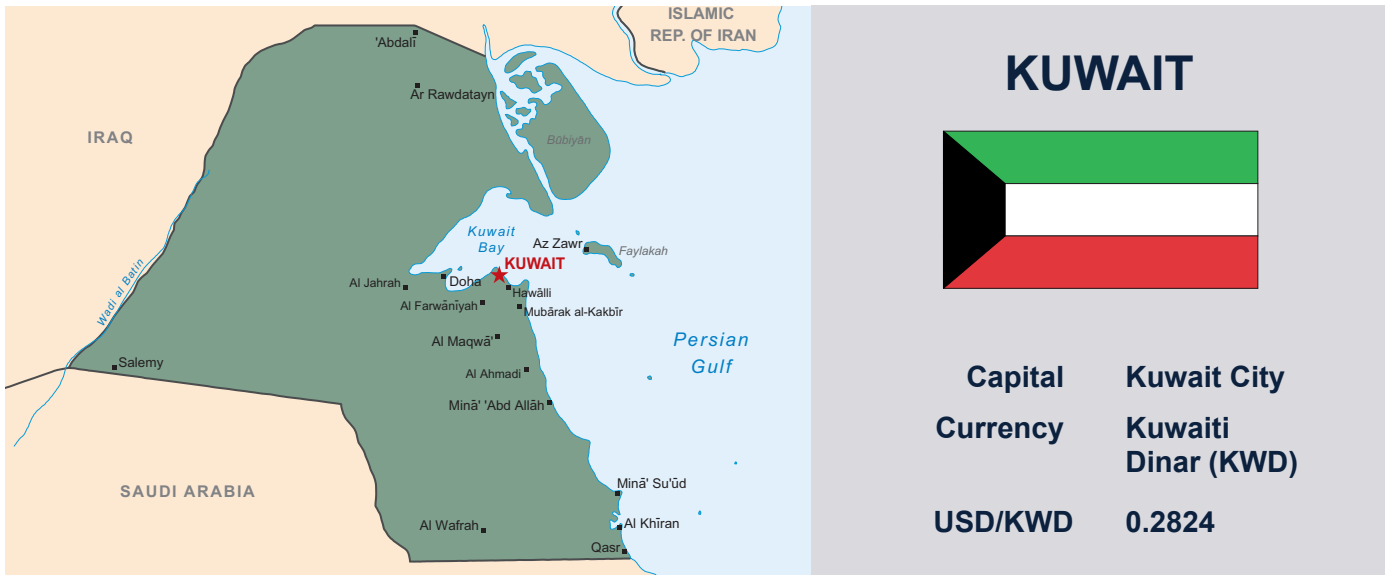 ISLAMIC
REP. OF IRAN
'Abdalī
Ar Rawdatayn
IRAQ
Būbiyān
Kuwait
Bay
Az Zawr
Faylakah
KUWAIT
Wadi al Batin
Al Jahrah
Doha
Hawālli
Al Farwānīyah
Mubārak al-Kakbīr
Al Maqwā'
Persian
Gulf
Salemy
Al Ahmadi
Minā' 'Abd Allāh
SAUDI ARABIA
Minā' Su'ūd
Al Wafrah
Al Khīran
Qasr
KUWAIT
Capital Kuwait City
Currency Kuwaiti
Dinar (KWD)
USD/KWD 0.2824